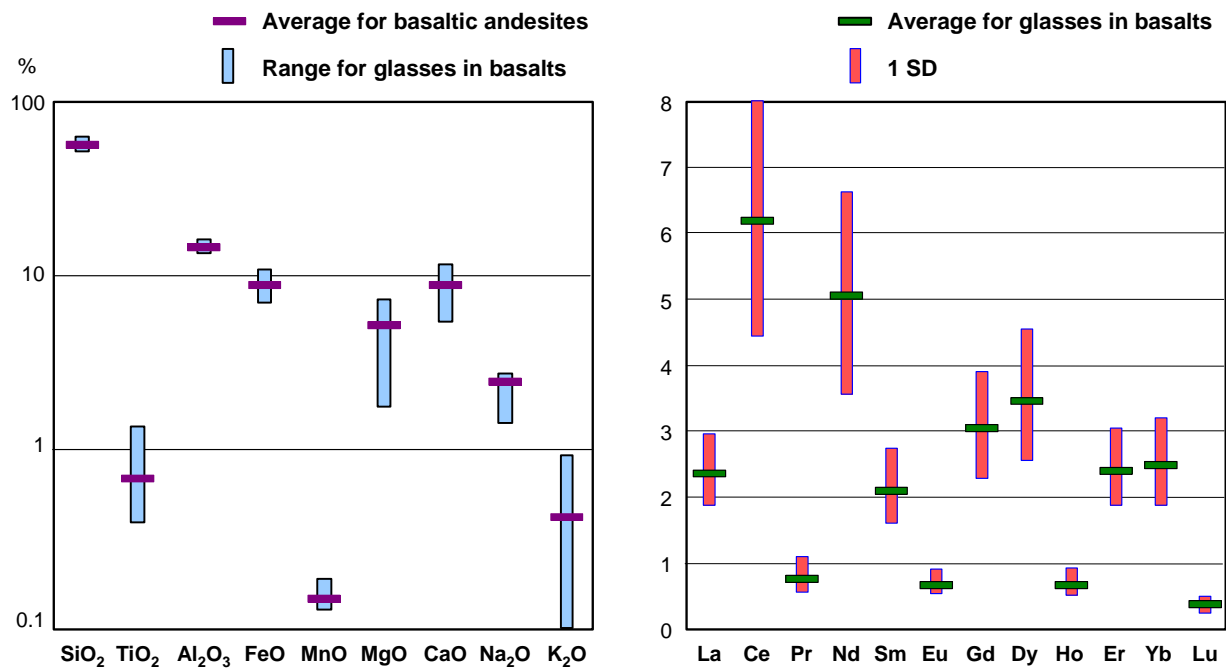 Average for basaltic andesites
Range for glasses in basalts
%
100
10
1
0.1
SiO₂ TiO₂ Al₂O₃ FeO MnO MgO CaO Na₂O K₂O
Average for glasses in basalts
1 SD
8
7
6
5
4
3
2
1
0
La Ce Pr Nd Sm Eu Gd Dy Ho Er Yb Lu